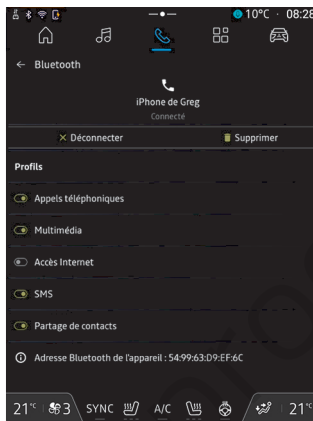 10°C · 08:28
← Bluetooth
iPhone de Greg
Connecté
Déconnecter
Supprimer
Profils
Appels téléphoniques
Multimédia
Accès Internet
SMS
Partage de contacts
Adresse Bluetooth de l'appareil : 54:99:63:D9:EF:6C
21°C 3 SYNC A/C 21°C